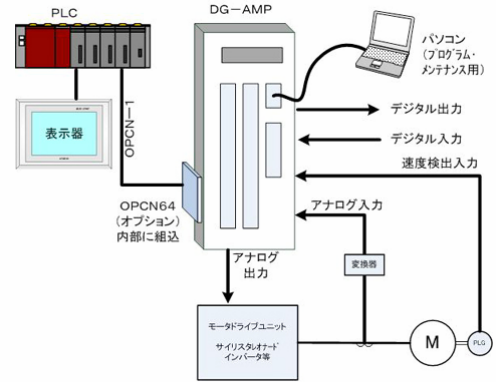 PLC
DG－AMP
パソコン
（プログラム・
メンテナンス用）
表示器
OPCN－1
デジタル出力
デジタル入力
速度検出入力
OPCN64
（オプション）
内部に組込
アナログ入力
アナログ
出力
変換器
モータドライブユニット
サイリスタレオナード
インバータ等
M
PLG